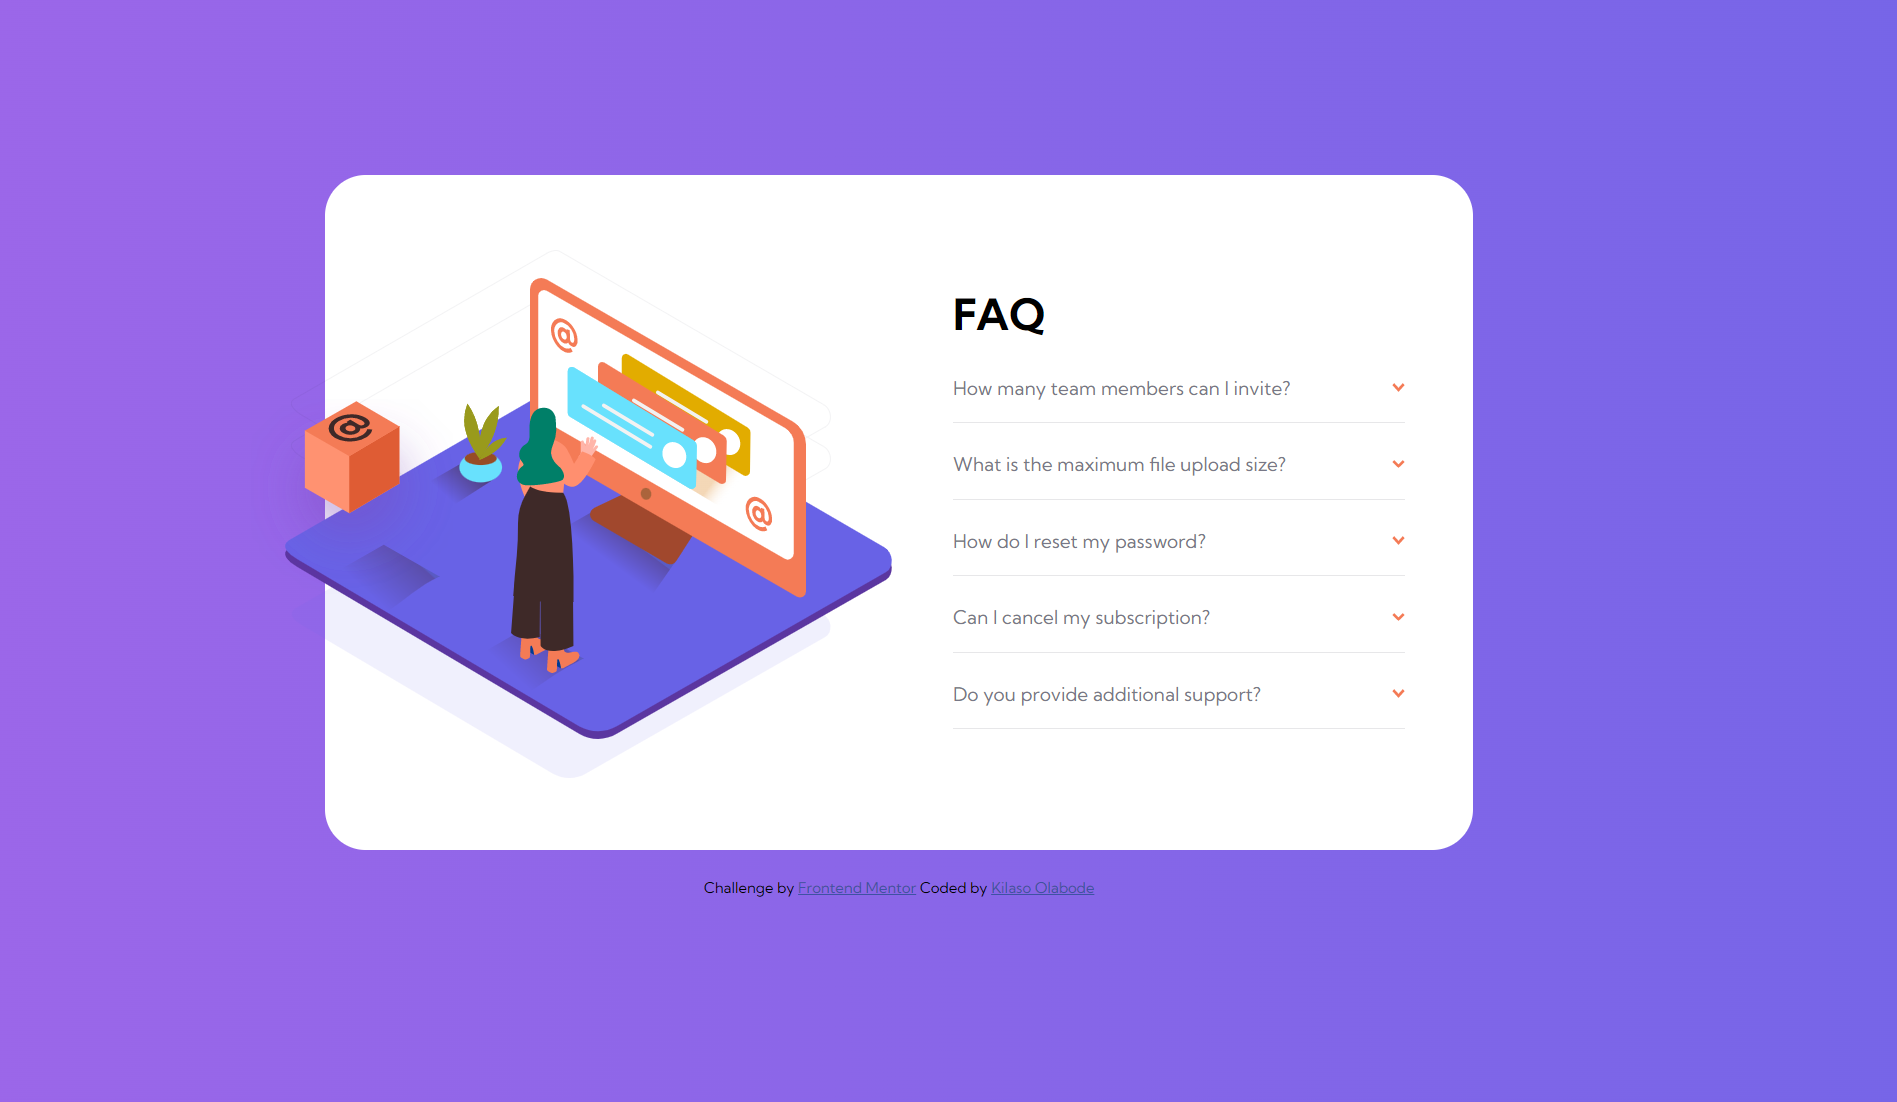 @
@
@
FAQ
How many team members can I invite?
What is the maximum file upload size?
How do I reset my password?
Can I cancel my subscription?
Do you provide additional support?
Challenge by Frontend Mentor Coded by Kilaso Olabode